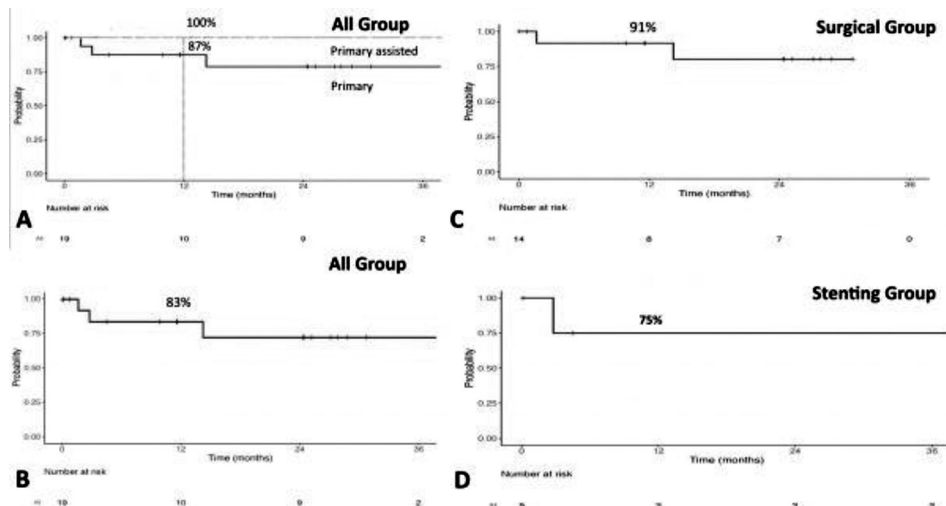 100%
All Group
1.00
87%
Primary assisted
0.75
Primary
0.50
0.25
0.00
Probability
0 12 24 36
Time (months)
Number at risk
A
19 10 9 2
All Group
83%
1.00
0.75
0.50
0.25
0.00
Probability
0 12 24 36
Time (months)
Number at risk
B
19 10 9 2
91%
Surgical Group
1.00
0.75
0.50
0.25
0.00
Probability
0 12 24 36
Time (months)
C
Number at risk
14 7 0
Stenting Group
1.00
75%
0.75
0.50
0.25
0.00
Probability
0 12 24 36
Time (months)
Number at risk
D